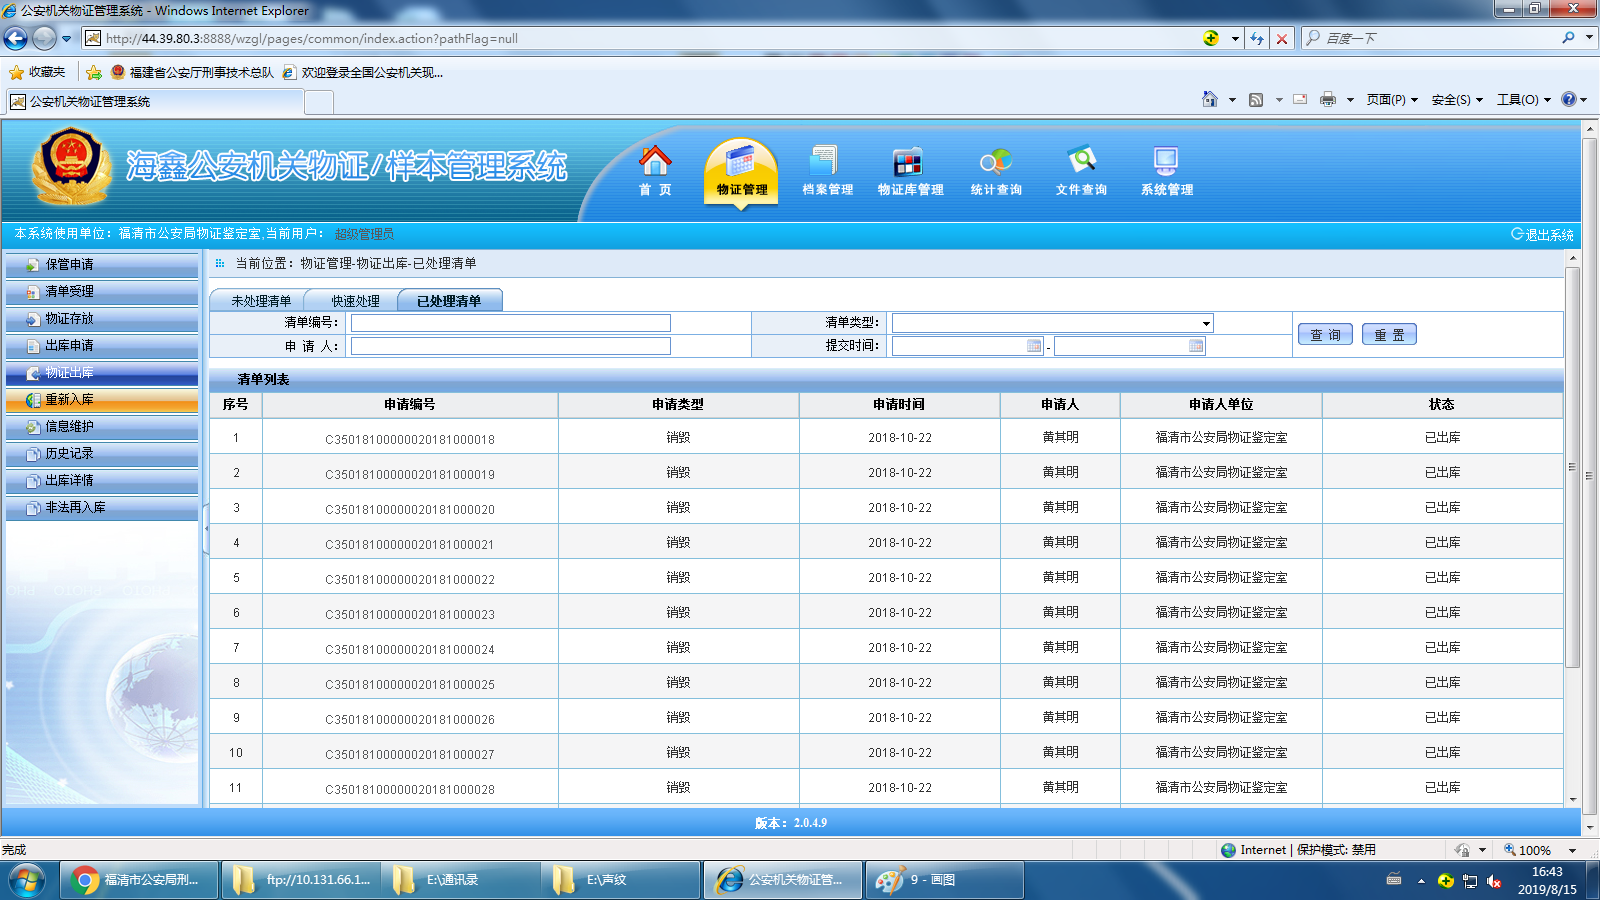 公安机关物证管理系统 - Windows Internet Explorer
http://44.39.80.3:8888/wzgl/pages/common/index.action?pathFlag=null
百度一下
收藏夹 福建省公安厅刑事技术总队 欢迎登录全国公安机关现...
公安机关物证管理系统
页面(P) 安全(S) 工具(O)
海鑫公安机关物证/样本管理系统
首 页 物证管理 档案管理 物证库管理 统计查询 文件查询 系统管理
本系统使用单位：福清市公安局物证鉴定室,当前用户： 超级管理员
退出系统
保管申请
清单受理
物证存放
出库申请
物证出库
重新入库
信息维护
历史记录
出库详情
非法再入库
当前位置：物证管理-物证出库-已处理清单
未处理清单 快速处理 已处理清单
清单编号： 清单类型：
申 请 人： 提交时间： -
查 询 重 置
清单列表
序号 申请编号 申请类型 申请时间 申请人 申请人单位 状态
1 C35018100000020181000018 销毁 2018-10-22 黄其明 福清市公安局物证鉴定室 已出库
2 C35018100000020181000019 销毁 2018-10-22 黄其明 福清市公安局物证鉴定室 已出库
3 C35018100000020181000020 销毁 2018-10-22 黄其明 福清市公安局物证鉴定室 已出库
4 C35018100000020181000021 销毁 2018-10-22 黄其明 福清市公安局物证鉴定室 已出库
5 C35018100000020181000022 销毁 2018-10-22 黄其明 福清市公安局物证鉴定室 已出库
6 C35018100000020181000023 销毁 2018-10-22 黄其明 福清市公安局物证鉴定室 已出库
7 C35018100000020181000024 销毁 2018-10-22 黄其明 福清市公安局物证鉴定室 已出库
8 C35018100000020181000025 销毁 2018-10-22 黄其明 福清市公安局物证鉴定室 已出库
9 C35018100000020181000026 销毁 2018-10-22 黄其明 福清市公安局物证鉴定室 已出库
10 C35018100000020181000027 销毁 2018-10-22 黄其明 福清市公安局物证鉴定室 已出库
11 C35018100000020181000028 销毁 2018-10-22 黄其明 福清市公安局物证鉴定室 已出库
版本：2.0.4.9
完成
Internet | 保护模式: 禁用
100%
福清市公安局刑... ftp://10.131.66.1... E:\通讯录 E:\声纹 公安机关物证管... 9 - 画图
16:43
2019/8/15